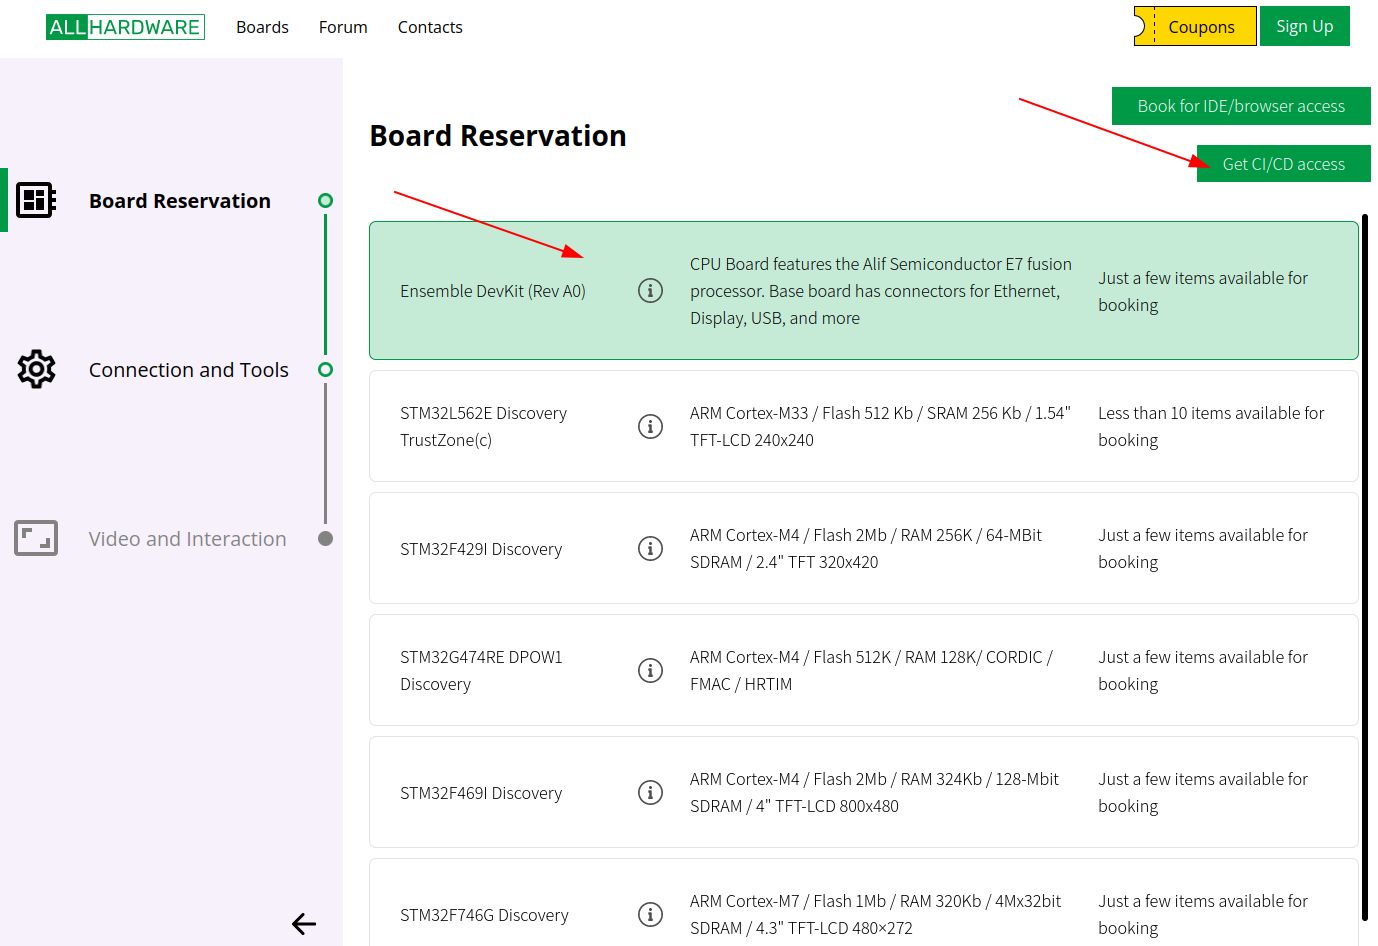 ALLHARDWARE
Boards
Forum
Contacts
Coupons
Sign Up
Book for IDE/browser access
Board Reservation
Get CI/CD access
Board Reservation
Connection and Tools
Video and Interaction
Ensemble DevKit (Rev A0)
CPU Board features the Alif Semiconductor E7 fusion
processor. Base board has connectors for Ethernet,
Display, USB, and more
Just a few items available for
booking
STM32L562E Discovery
TrustZone(c)
ARM Cortex-M33 / Flash 512 Kb / SRAM 256 Kb / 1.54"
TFT-LCD 240x240
Less than 10 items available for
booking
STM32F429I Discovery
ARM Cortex-M4 / Flash 2Mb / RAM 256K / 64-MBit
SDRAM / 2.4" TFT 320x420
Just a few items available for
booking
STM32G474RE DPOW1
Discovery
ARM Cortex-M4 / Flash 512K / RAM 128K/ CORDIC /
FMAC / HRTIM
Just a few items available for
booking
STM32F469I Discovery
ARM Cortex-M4 / Flash 2Mb / RAM 324Kb / 128-Mbit
SDRAM / 4" TFT-LCD 800x480
Just a few items available for
booking
STM32F746G Discovery
ARM Cortex-M7 / Flash 1Mb / RAM 320Kb / 4Mx32bit
SDRAM / 4.3" TFT-LCD 480×272
Just a few items available for
booking